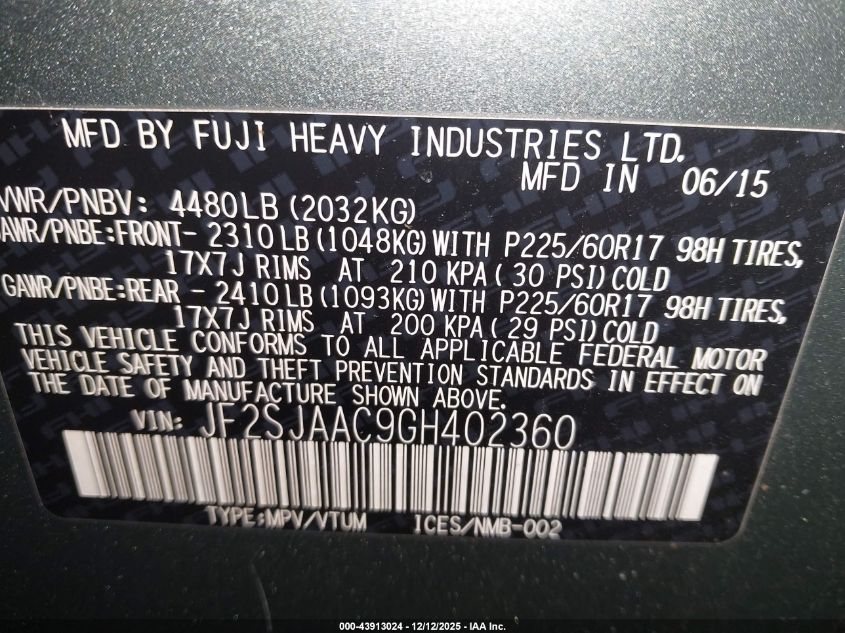 MFD BY FUJI HEAVY INDUSTRIES LTD.
MFD IN 06/15
VWR/PNBV: 4480LB (2032KG)
AWR/PNBE:FRONT- 2310LB (1048KG) WITH P225/60R17 98H TIRES,
17X7J RIMS AT 210 KPA ( 30 PSI) COLD
GAWR/PNBE:REAR - 2410LB (1093KG) WITH P225/60R17 98H TIRES,
17X7J RIMS AT 200 KPA ( 29 PSI) COLD
THIS VEHICLE CONFORMS TO ALL APPLICABLE FEDERAL MOTOR
VEHICLE SAFETY AND THEFT PREVENTION STANDARDS IN EFFECT ON
THE DATE OF MANUFACTURE SHOWN ABOVE.
VIN: JF2SJAAC9GH402360
TYPE:MPV/VTUM ICES/NMB-002
000-43913024 - 12/12/2025 - IAA Inc.